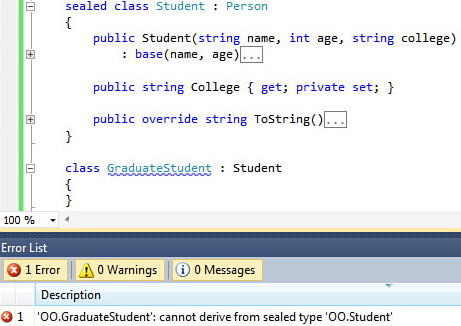 sealed class Student : Person
{
public Student(string name, int age, string college)
: base(name, age)...
public string College { get; private set; }
public override string ToString()...
}
class GraduateStudent : Student
{
}
100 %
Error List
1 Error 0 Warnings 0 Messages
Description
1 'OO.GraduateStudent': cannot derive from sealed type 'OO.Student'